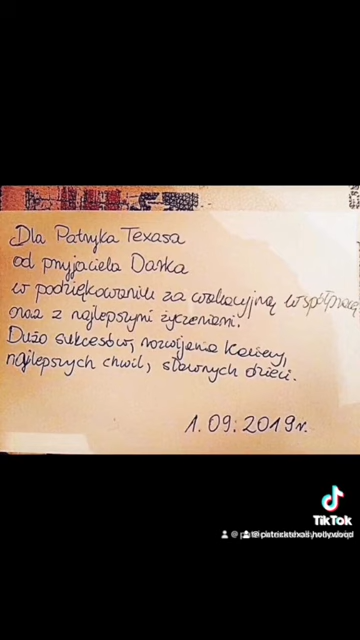 Dla Patryka Texasa
od przyjaciela Darka
w podziękowaniu za wakacyjną współpracę
oraz z najlepszymi życzeniami.
Dużo sukcesów, rozwijania kariery,
najlepszych chwil, sławnych dzieci.
1.09.2019r.
TikTok